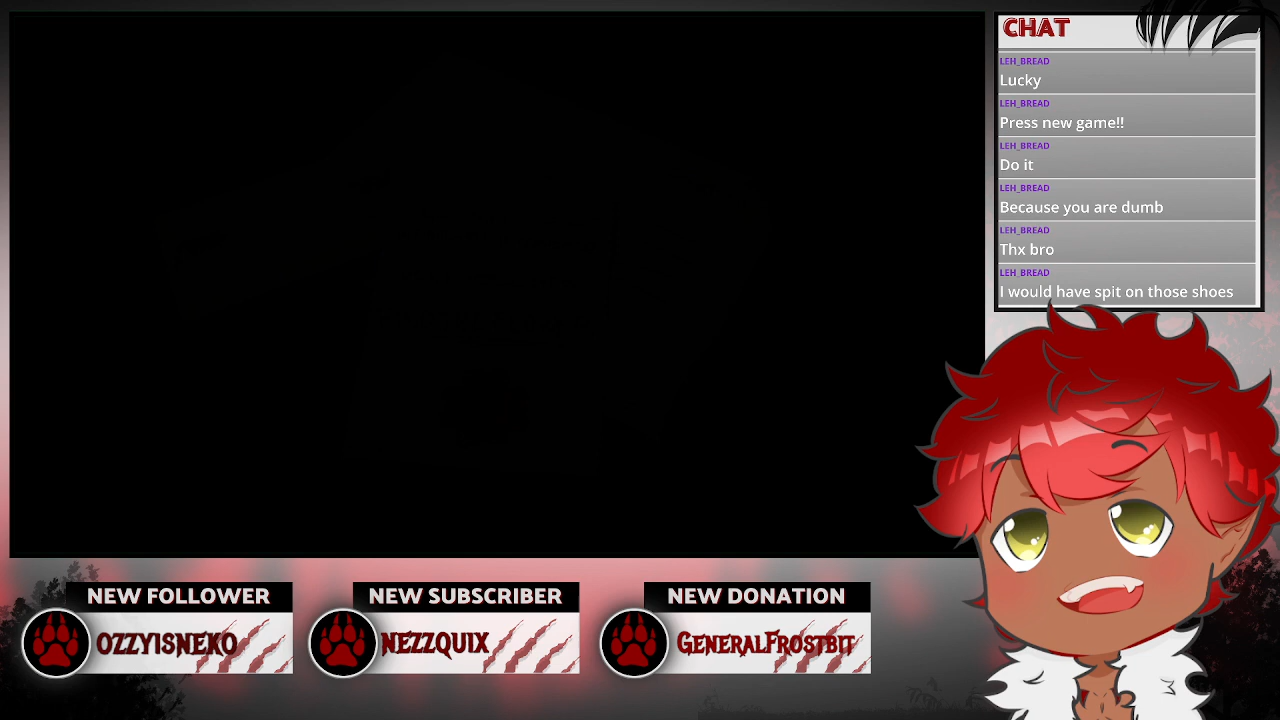 CHAT
LEH_BREAD
Lucky
LEH_BREAD
Press new game!!
LEH_BREAD
Do it
LEH_BREAD
Because you are dumb
LEH_BREAD
Thx bro
LEH_BREAD
I would have spit on those shoes
NEW FOLLOWER
OZZYISNEKO
NEW SUBSCRIBER
NEZZQUIX
NEW DONATION
GENERALFROSTBIT